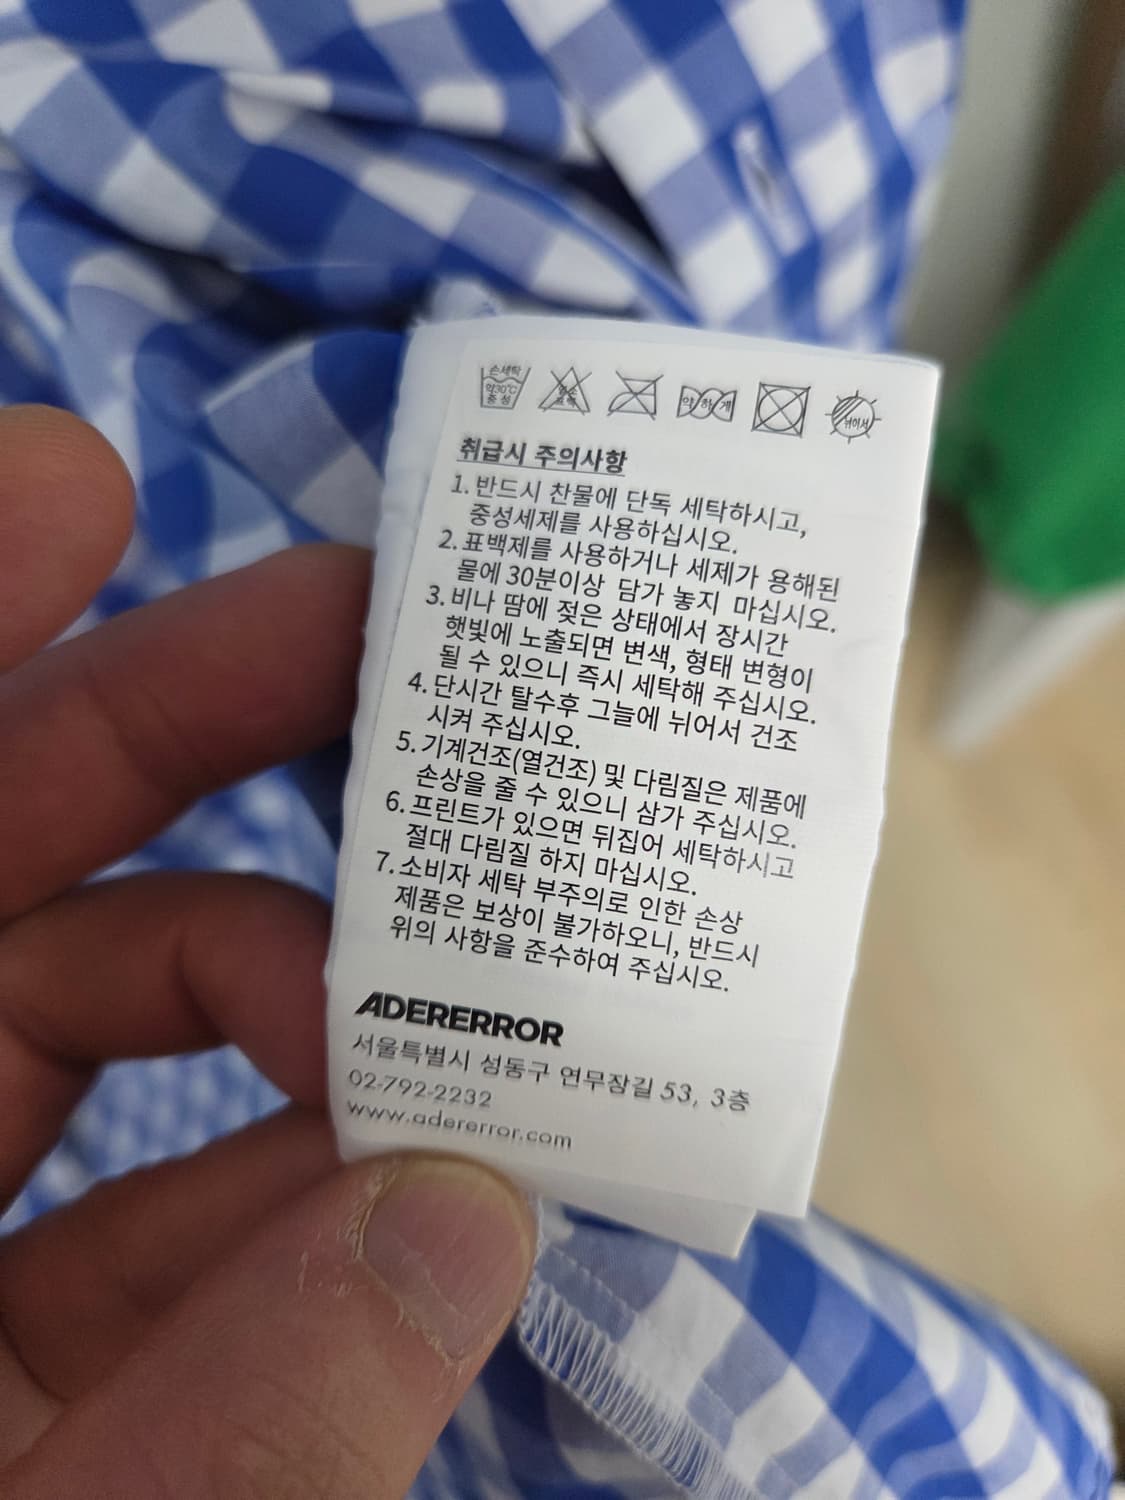 손세탁
약30℃
중성
염소
표백
약하게
뉘어서
취급시 주의사항
1. 반드시 찬물에 단독 세탁하시고,
중성세제를 사용하십시오.
2. 표백제를 사용하거나 세제가 용해된
물에 30분이상 담가 놓지 마십시오.
3. 비나 땀에 젖은 상태에서 장시간
햇빛에 노출되면 변색, 형태 변형이
될 수 있으니 즉시 세탁해 주십시오.
4. 단시간 탈수후 그늘에 뉘어서 건조
시켜 주십시오.
5. 기계건조(열건조) 및 다림질은 제품에
손상을 줄 수 있으니 삼가 주십시오.
6. 프린트가 있으면 뒤집어 세탁하시고
절대 다림질 하지 마십시오.
7. 소비자 세탁 부주의로 인한 손상
제품은 보상이 불가하오니, 반드시
위의 사항을 준수하여 주십시오.
ADERERROR
서울특별시 성동구 연무장길 53, 3층
02-792-2232
www.adererror.com